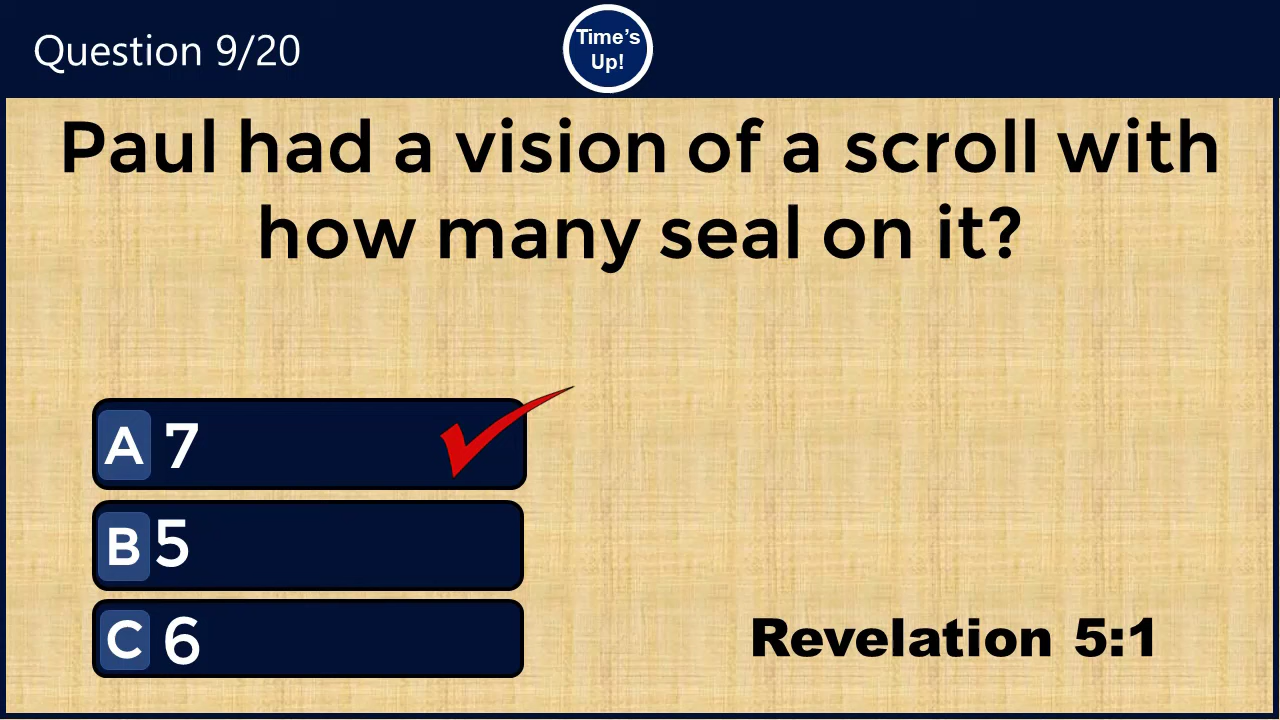 Question 9/20
Time's
Up!
Paul had a vision of a scroll with
how many seal on it?
A 7
B 5
C 6
Revelation 5:1